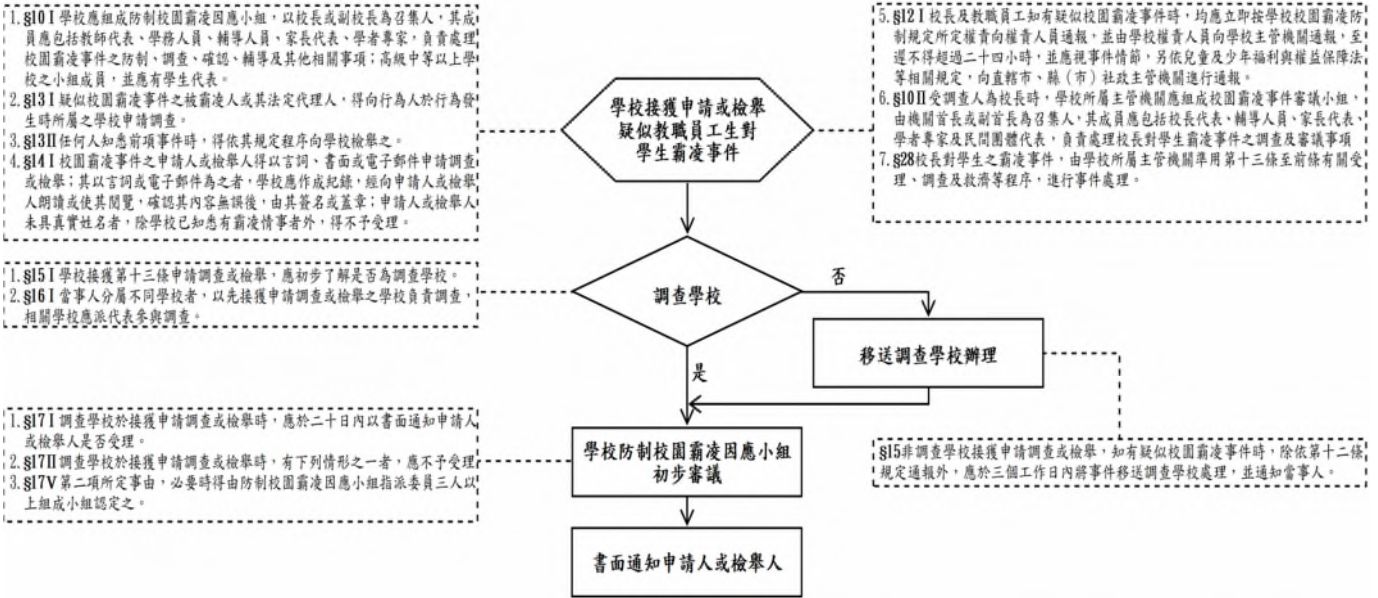 1. §10 I 學校應組成防制校園霸凌因應小組，以校長或副校長為召集人，其成
員應包括教師代表、學務人員、輔導人員、家長代表、學者專家，負責處理
校園霸凌事件之防制、調查、確認、輔導及其他相關事項；高級中等以上學
校之小組成員，並應有學生代表。
2. §13 I 疑似校園霸凌事件之被霸凌人或其法定代理人，得向行為人於行為發
生時所屬之學校申請調查。
3. §13II任何人知悉前項事件時，得依其規定程序向學校檢舉之。
4. §14 I 校園霸凌事件之申請人或檢舉人得以言詞、書面或電子郵件申請調查
或檢舉；其以言詞或電子郵件為之者，學校應作成紀錄，經向申請人或檢舉
人朗讀或使其閱覽，確認其內容無誤後，由其簽名或蓋章；申請人或檢舉人
未具真實姓名者，除學校已知悉有霸凌情事者外，得不予受理。
學校接獲申請或檢舉
疑似教職員工生對
學生霸凌事件
5. §12 I 校長及教職員工知有疑似校園霸凌事件時，均應立即按學校校園霸凌防
制規定所定權責向權責人員通報，並由學校權責人員向學校主管機關通報，至
遲不得超過二十四小時，並應視事件情節，另依兒童及少年福利與權益保障法
等相關規定，向直轄市、縣（市）社政主管機關進行通報。
6. §10II 受調查人為校長時，學校所屬主管機關應組成校園霸凌事件審議小組，
由機關首長或副首長為召集人，其成員應包括校長代表、輔導人員、家長代表、
學者專家及民間團體代表，負責處理校長對學生霸凌事件之調查及審議事項
7. §28校長對學生之霸凌事件，由學校所屬主管機關準用第十三條至前條有關受
理、調查及救濟等程序，進行事件處理。
1. §15 I 學校接獲第十三條申請調查或檢舉，應初步了解是否為調查學校。
2. §16 I 當事人分屬不同學校者，以先接獲申請調查或檢舉之學校負責調查，
相關學校應派代表參與調查。
調查學校
否
是
移送調查學校辦理
1. §17 I 調查學校於接獲申請調查或檢舉時，應於二十日內以書面通知申請人
或檢舉人是否受理。
2. §17II調查學校於接獲申請調查或檢舉時，有下列情形之一者，應不予受理
3. §17V 第二項所定事由，必要時得由防制校園霸凌因應小組指派委員三人以
上組成小組認定之。
學校防制校園霸凌因應小組
初步審議
§15非調查學校接獲申請調查或檢舉，知有疑似校園霸凌事件時，除依第十二條
規定通報外，應於三個工作日內將事件移送調查學校處理，並通知當事人。
書面通知申請人或檢舉人